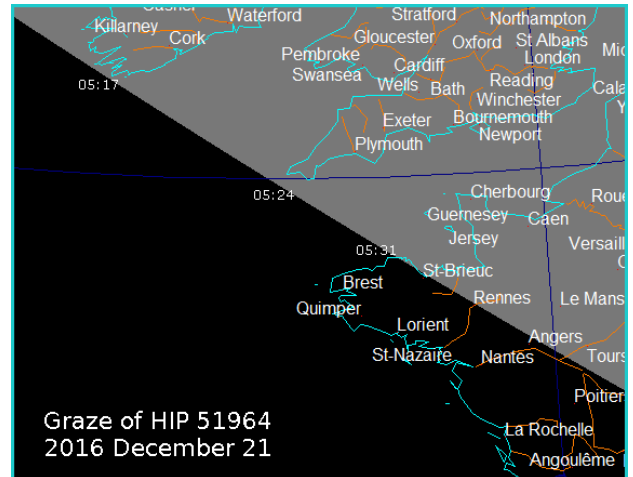 Cashel
Waterford
Killarney
Cork
Stratford
Northampton
Gloucester
Oxford
St Albans
Pembroke
Cardiff
London
Swansea
Wells
Bath
Reading
05:17
Winchester
Exeter
Bournemouth
Plymouth
Newport
05:24
Cherbourg
Guernesey
Caen
Jersey
05:31
St-Brieuc
Brest
Rennes
Le Mans
Quimper
Lorient
Angers
St-Nazaire
Nantes
Tours
La Rochelle
Angoulême
Graze of HIP 51964
2016 December 21